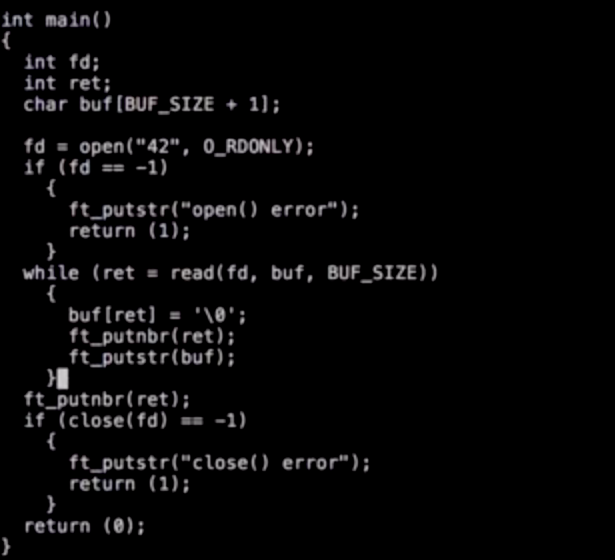 int main()
{
  int fd;
  int ret;
  char buf[BUF_SIZE + 1];

  fd = open("42", O_RDONLY);
  if (fd == -1)
    {
      ft_putstr("open() error");
      return (1);
    }
  while (ret = read(fd, buf, BUF_SIZE))
    {
      buf[ret] = '\0';
      ft_putnbr(ret);
      ft_putstr(buf);
    }
  ft_putnbr(ret);
  if (close(fd) == -1)
    {
      ft_putstr("close() error");
      return (1);
    }
  return (0);
}